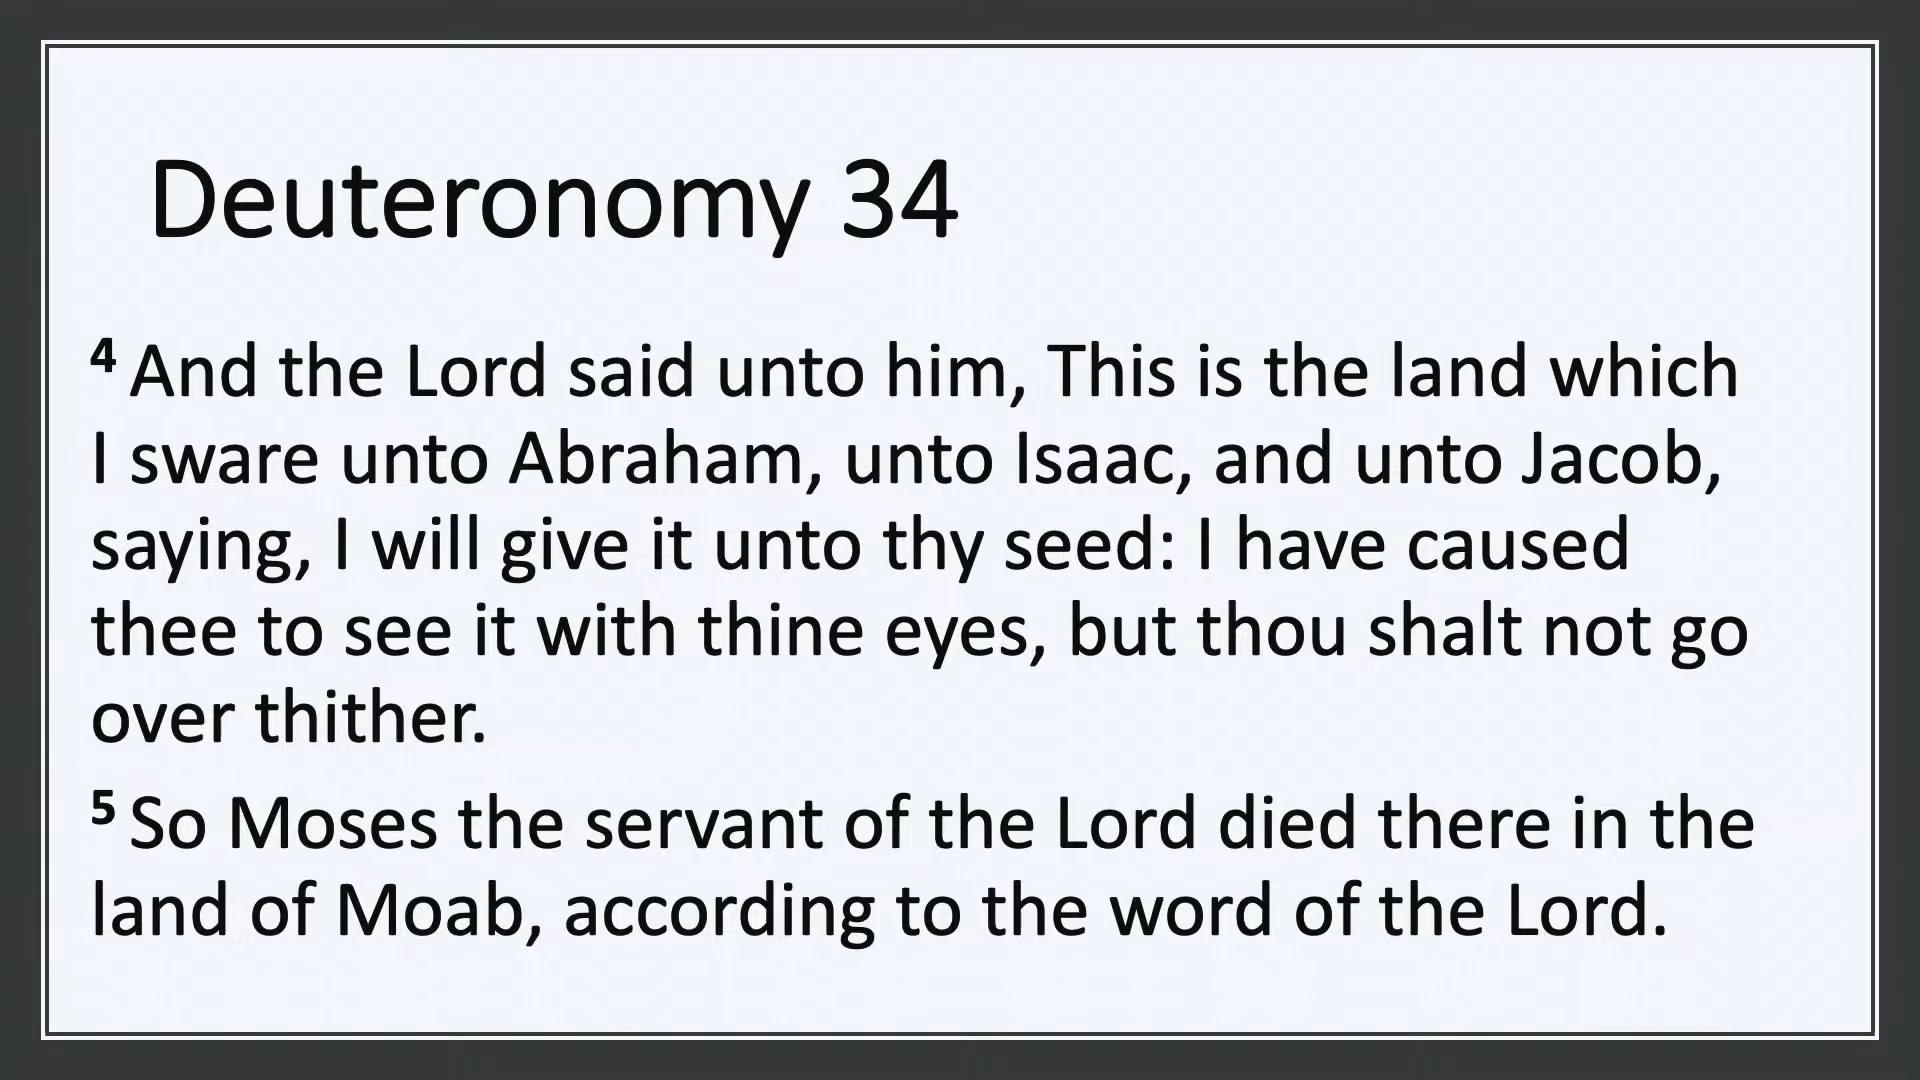 Deuteronomy 34
4 And the Lord said unto him, This is the land which
I sware unto Abraham, unto Isaac, and unto Jacob,
saying, I will give it unto thy seed: I have caused
thee to see it with thine eyes, but thou shalt not go
over thither.
5 So Moses the servant of the Lord died there in the
land of Moab, according to the word of the Lord.